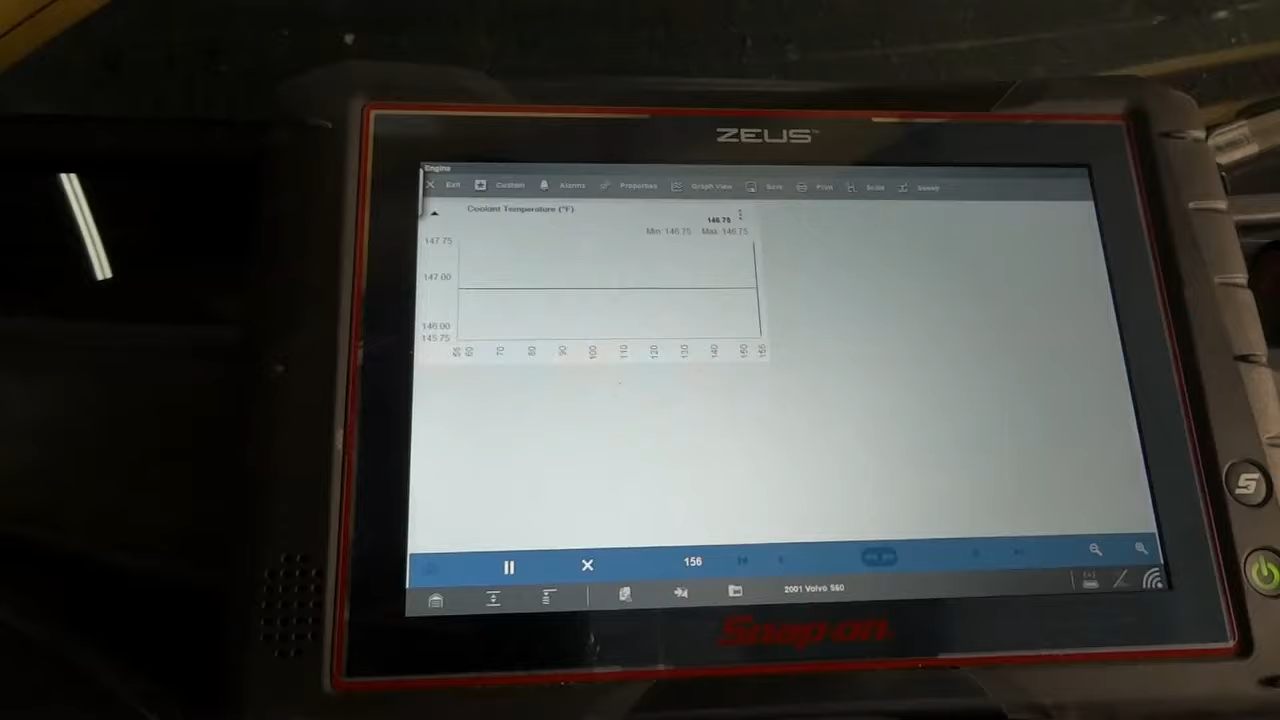 ZEUS
Engine
Exit Custom Alarms Properties Graph View Save Print Scale Sweep
Coolant Temperature (°F)
146.75
Min: 146.75 Max: 146.75
147.75
147.00
146.00
145.75
56 60 70 80 90 100 110 120 130 140 150 155
156
2001 Volvo S60
Snap-on
S